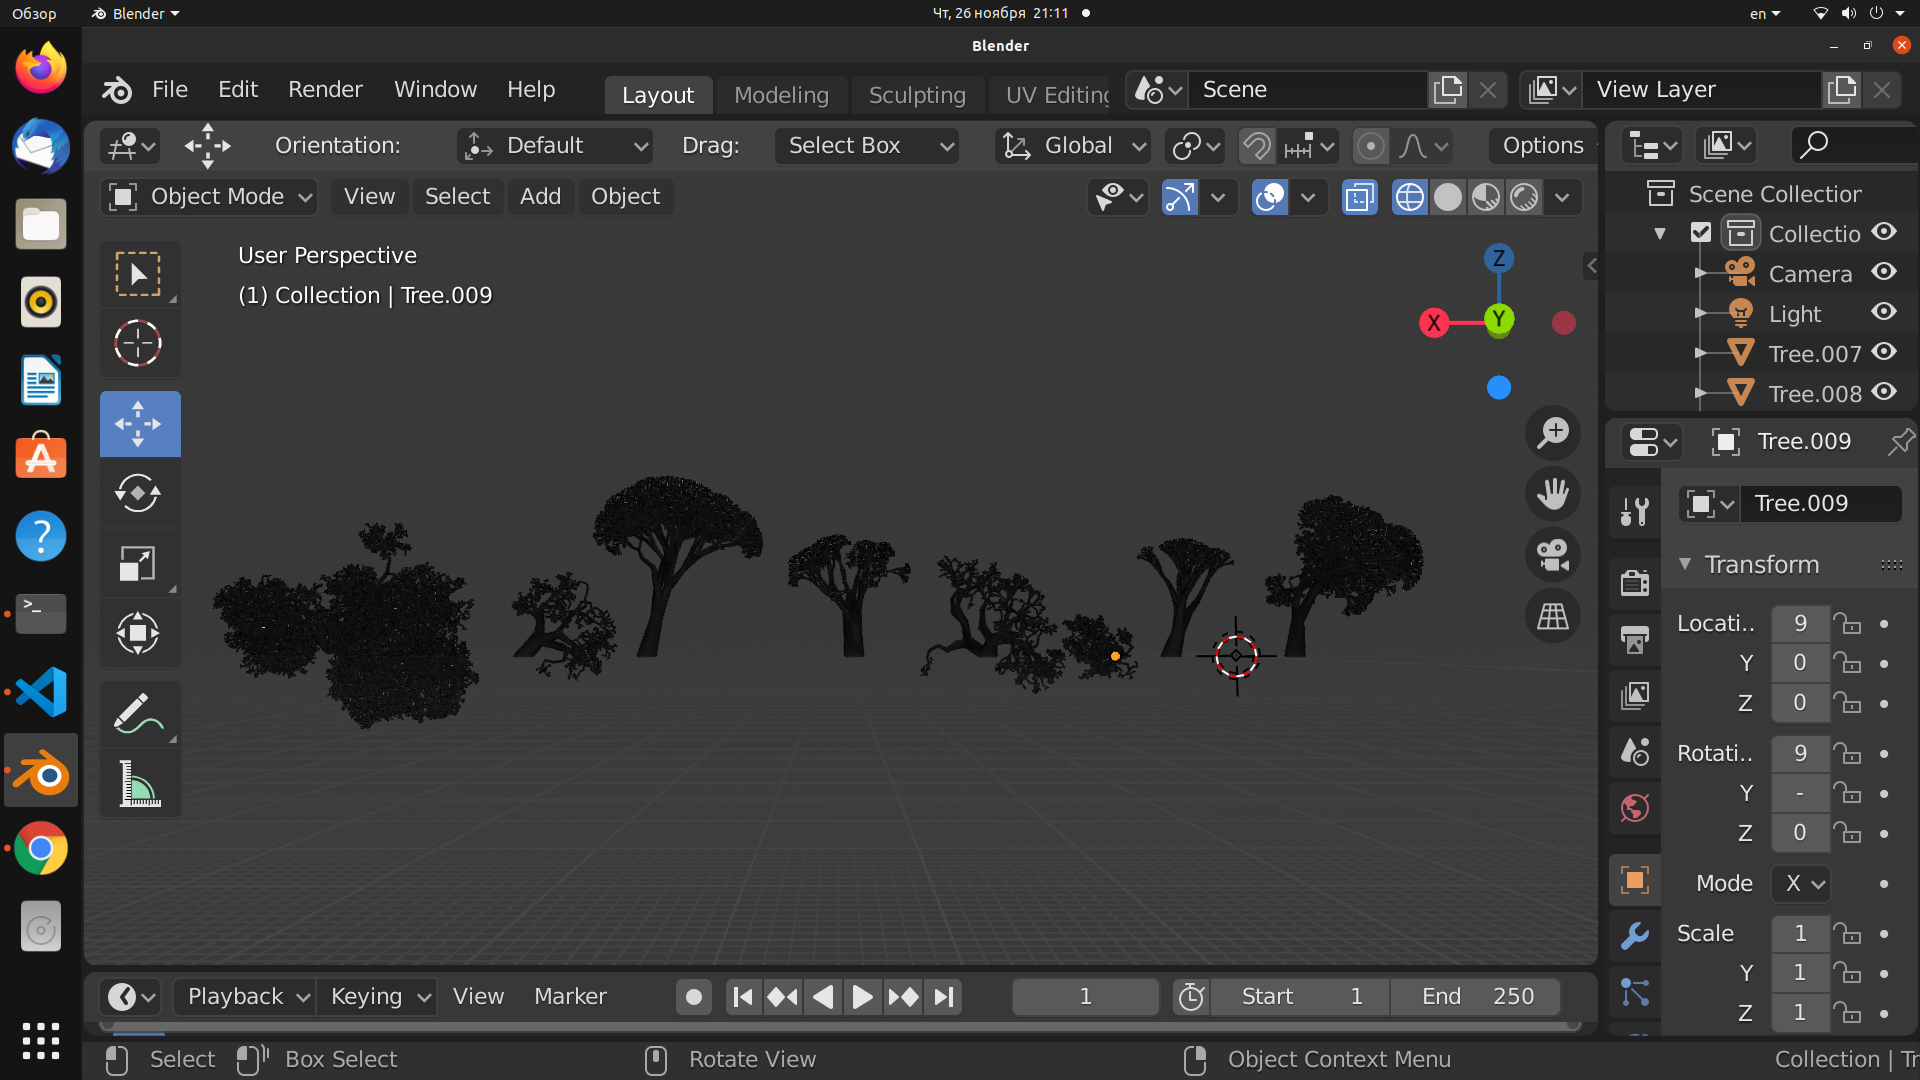 Обзор Blender Чт, 26 ноября 21:11 en
Blender
File Edit Render Window Help Layout Modeling Sculpting UV Editing Scene View Layer
Orientation: Default Drag: Select Box Global Options
Object Mode View Select Add Object
User Perspective
(1) Collection | Tree.009
Z
X
Y
Scene Collection
Collectio
Camera
Light
Tree.007
Tree.008
Tree.009
Tree.009
Transform
Locati.. 9
Y 0
Z 0
Rotati.. 9
Y -
Z 0
Mode X
Scale 1
Y 1
Z 1
Playback Keying View Marker 1 Start 1 End 250
Select Box Select Rotate View Object Context Menu Collection | Tr